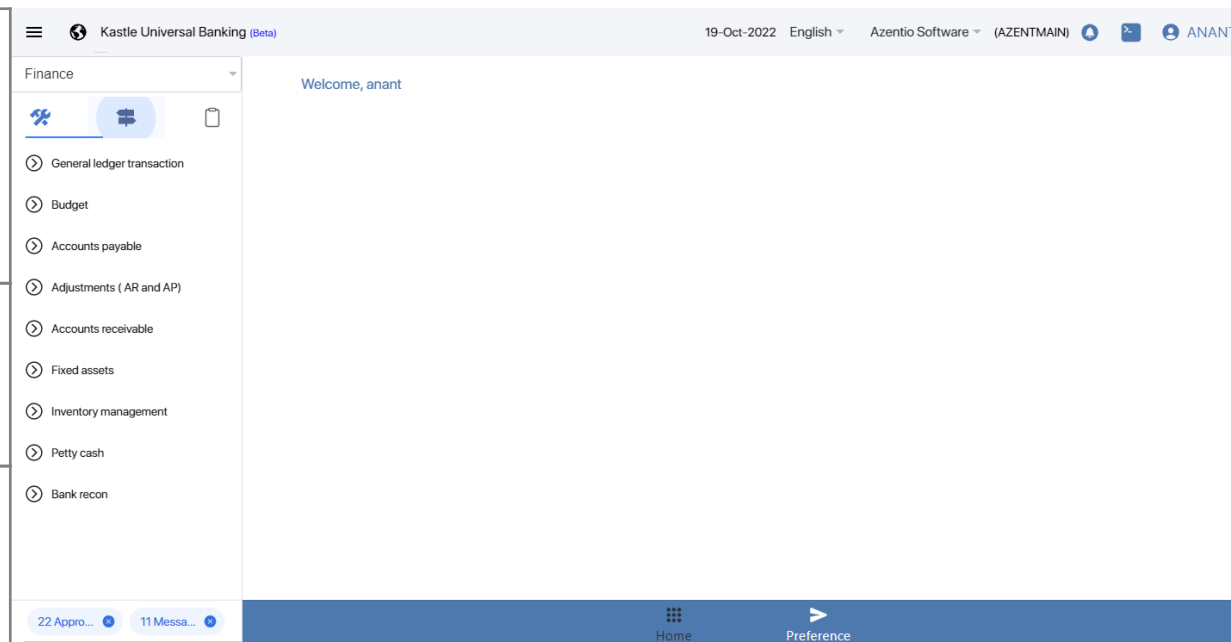 Kastle Universal Banking (Beta) 19-Oct-2022 English Azentio Software (AZENTMAIN) ANANT
Finance
Welcome, anant
General ledger transaction
Budget
Accounts payable
Adjustments ( AR and AP)
Accounts receivable
Fixed assets
Inventory management
Petty cash
Bank recon
22 Appro... 11 Messa...
Home Preference